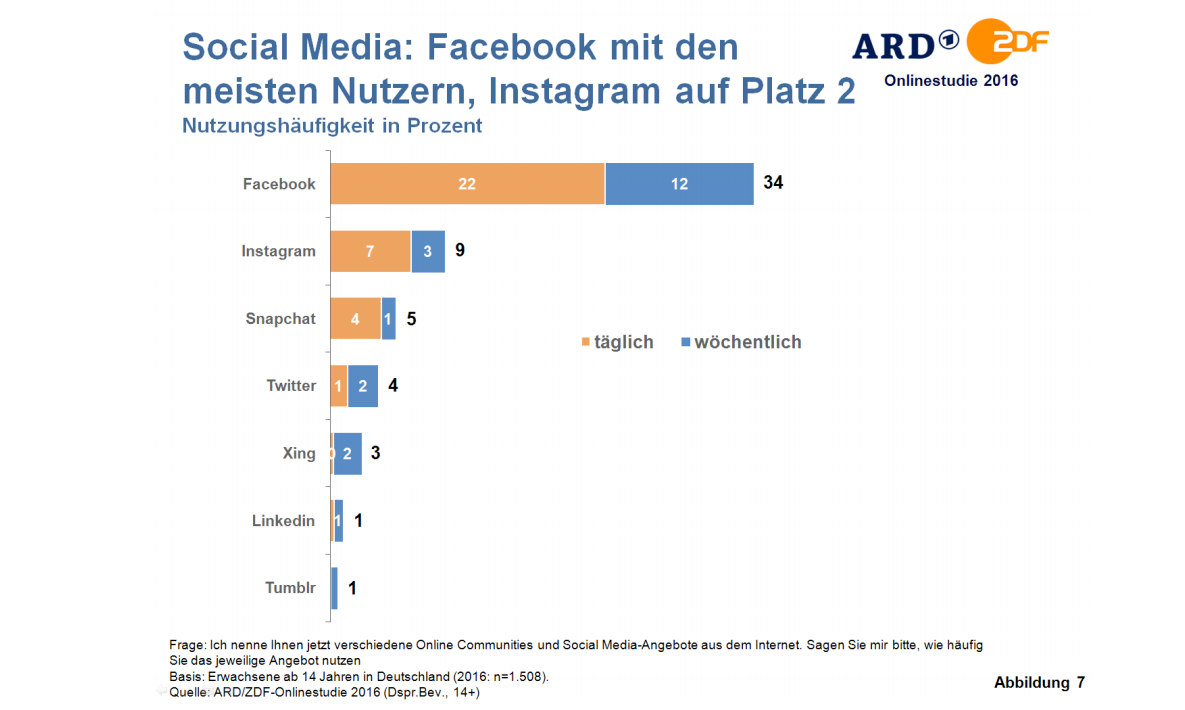 Social Media: Facebook mit den
meisten Nutzern, Instagram auf Platz 2
Nutzungshäufigkeit in Prozent
ARD 1 ZDF
Onlinestudie 2016
Facebook 22 12 34
Instagram 7 3 9
Snapchat 4 1 5
täglich wöchentlich
Twitter 1 2 4
Xing 0 2 3
Linkedin 1 1
Tumblr 1
Frage: Ich nenne Ihnen jetzt verschiedene Online Communities und Social Media-Angebote aus dem Internet. Sagen Sie mir bitte, wie häufig
Sie das jeweilige Angebot nutzen
Basis: Erwachsene ab 14 Jahren in Deutschland (2016: n=1.508).
Quelle: ARD/ZDF-Onlinestudie 2016 (Dspr.Bev., 14+)
Abbildung 7